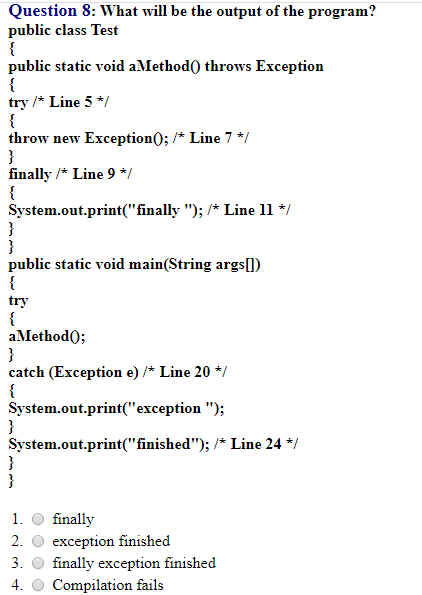 Question 8: What will be the output of the program?
public class Test
{
public static void aMethod() throws Exception
{
try /* Line 5 */
{
throw new Exception(); /* Line 7 */
}
finally /* Line 9 */
{
System.out.print("finally "); /* Line 11 */
}
}
public static void main(String args[])
{
try
{
aMethod();
}
catch (Exception e) /* Line 20 */
{
System.out.print("exception ");
}
System.out.print("finished"); /* Line 24 */
}
}
1. finally
2. exception finished
3. finally exception finished
4. Compilation fails